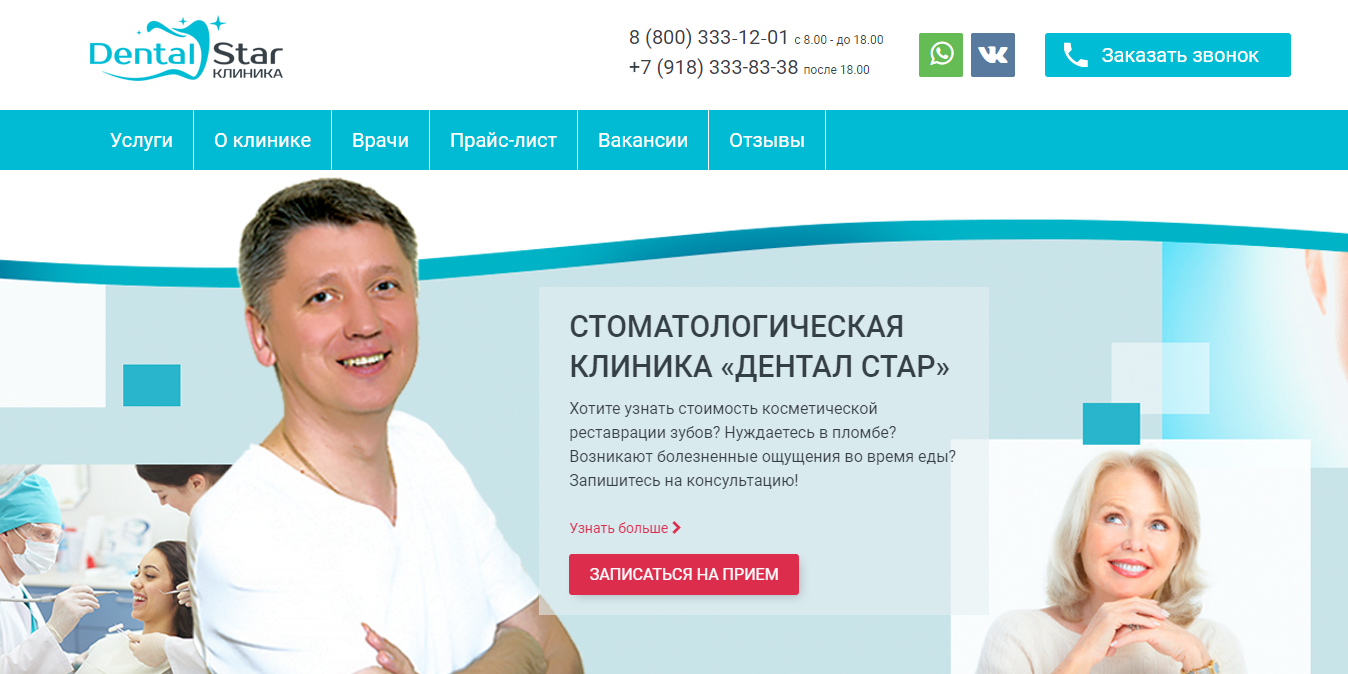 Dental Star
КЛИНИКА
8 (800) 333-12-01 с 8.00 - до 18.00
+7 (918) 333-83-38 после 18.00
Заказать звонок
Услуги
О клинике
Врачи
Прайс-лист
Вакансии
Отзывы
СТОМАТОЛОГИЧЕСКАЯ
КЛИНИКА «ДЕНТАЛ СТАР»
Хотите узнать стоимость косметической
реставрации зубов? Нуждаетесь в пломбе?
Возникают болезненные ощущения во время еды?
Запишитесь на консультацию!
Узнать больше
ЗАПИСАТЬСЯ НА ПРИЕМ